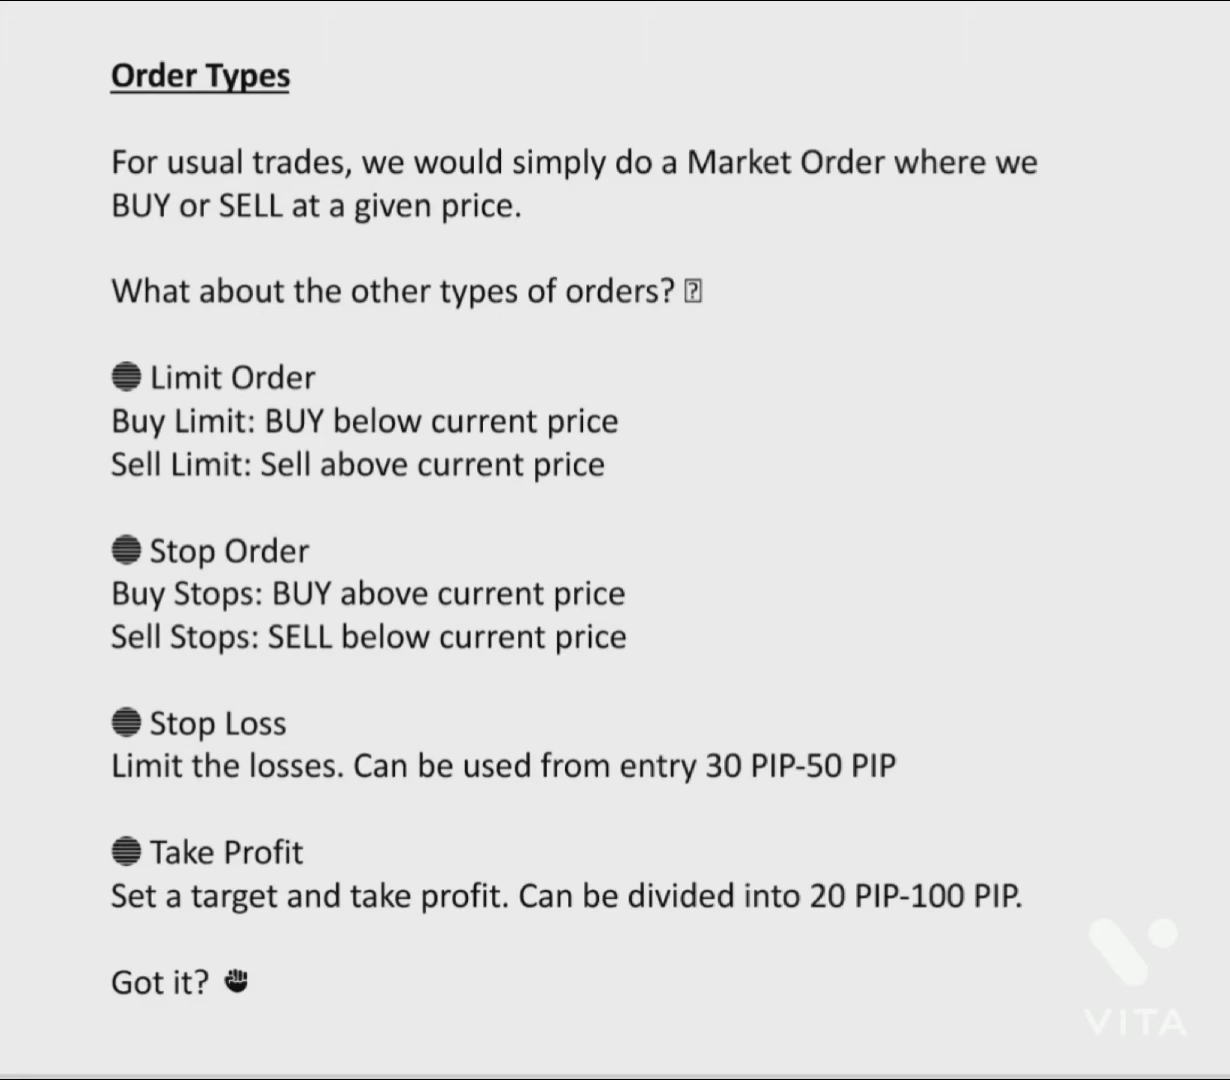 Order Types
For usual trades, we would simply do a Market Order where we
BUY or SELL at a given price.
What about the other types of orders? 
Limit Order
Buy Limit: BUY below current price
Sell Limit: Sell above current price
Stop Order
Buy Stops: BUY above current price
Sell Stops: SELL below current price
Stop Loss
Limit the losses. Can be used from entry 30 PIP-50 PIP
Take Profit
Set a target and take profit. Can be divided into 20 PIP-100 PIP.
Got it? ✊
VITA